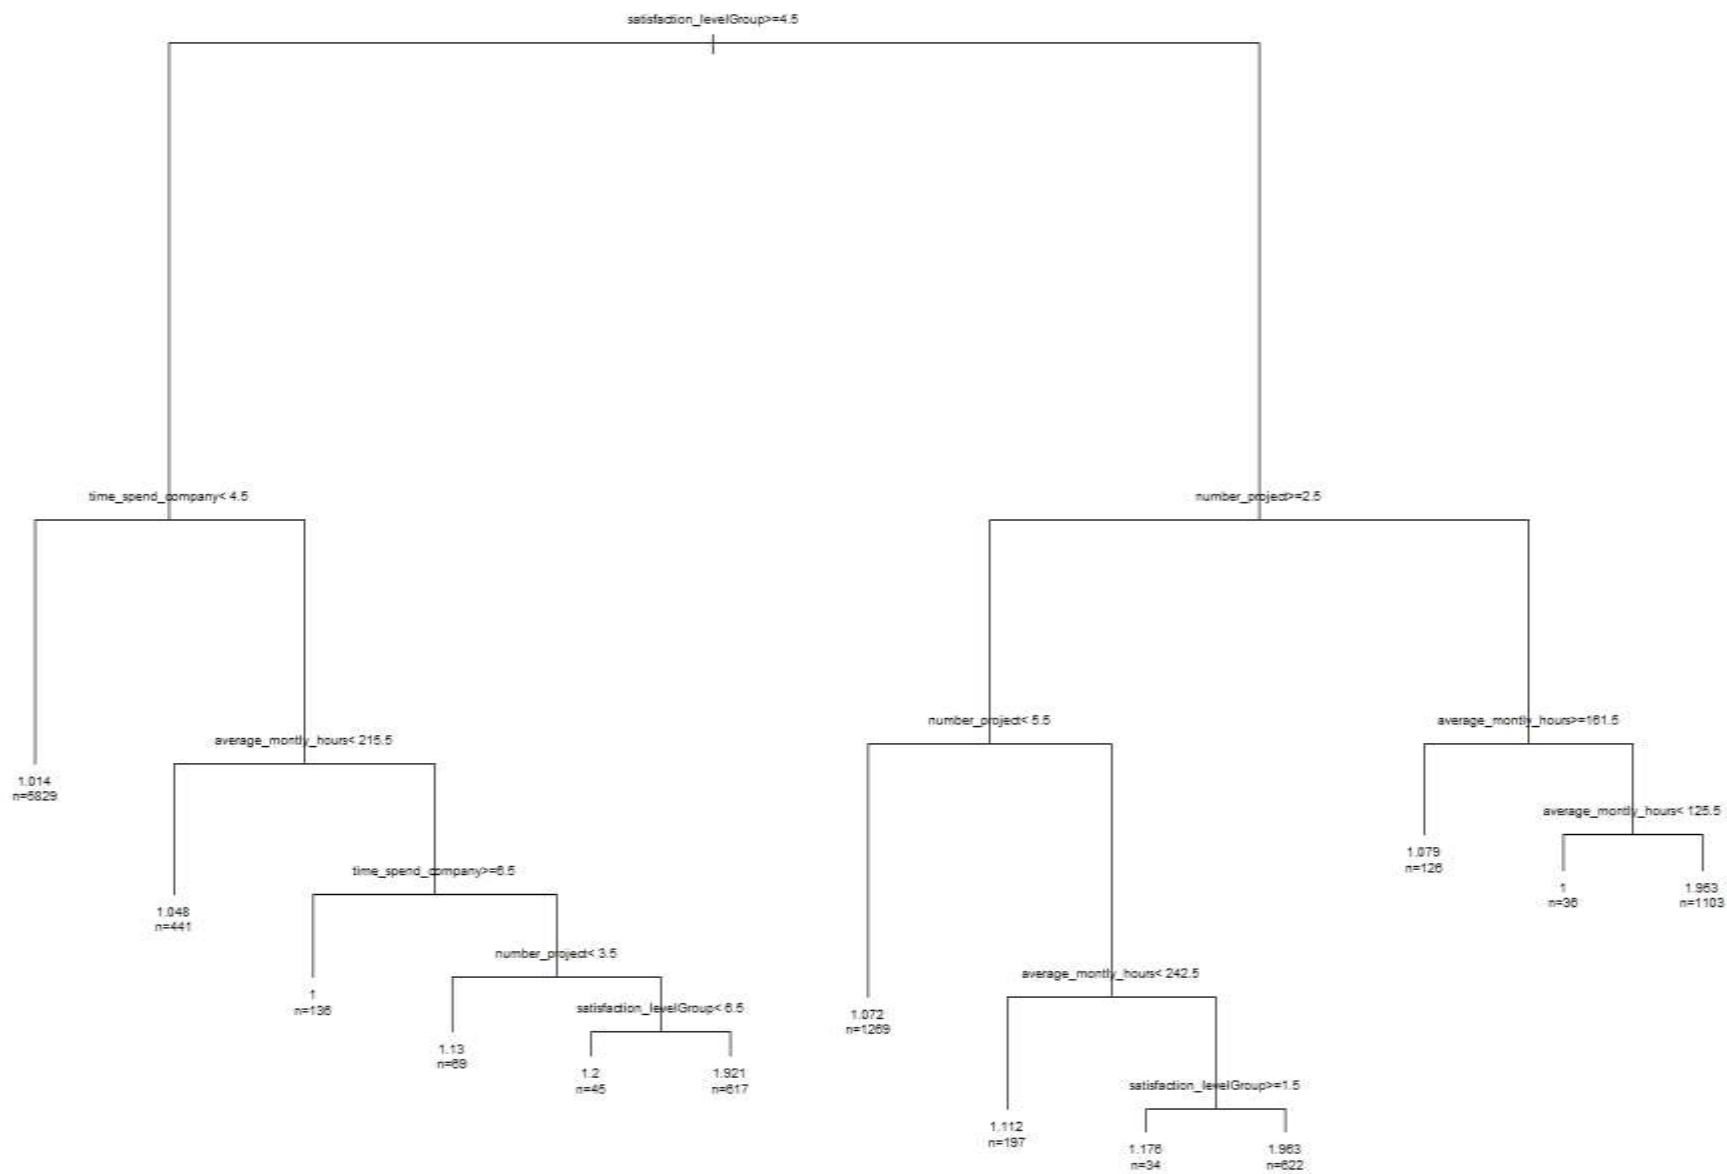 satisfaction_levelGroup>=4.5
time_spend_company< 4.5
number_project>=2.5
number_project< 5.5
average_montly_hours>=161.5
average_montly_hours< 215.5
1.014
n=5829
average_montly_hours< 125.5
1.079
n=126
time_spend_company>=6.5
1
n=36
1.953
n=1103
1.048
n=441
number_project< 3.5
average_montly_hours< 242.5
1
n=136
satisfaction_levelGroup< 6.5
1.072
n=1269
1.13
n=69
1.2
n=45
1.921
n=617
satisfaction_levelGroup>=1.5
1.112
n=197
1.176
n=34
1.963
n=622